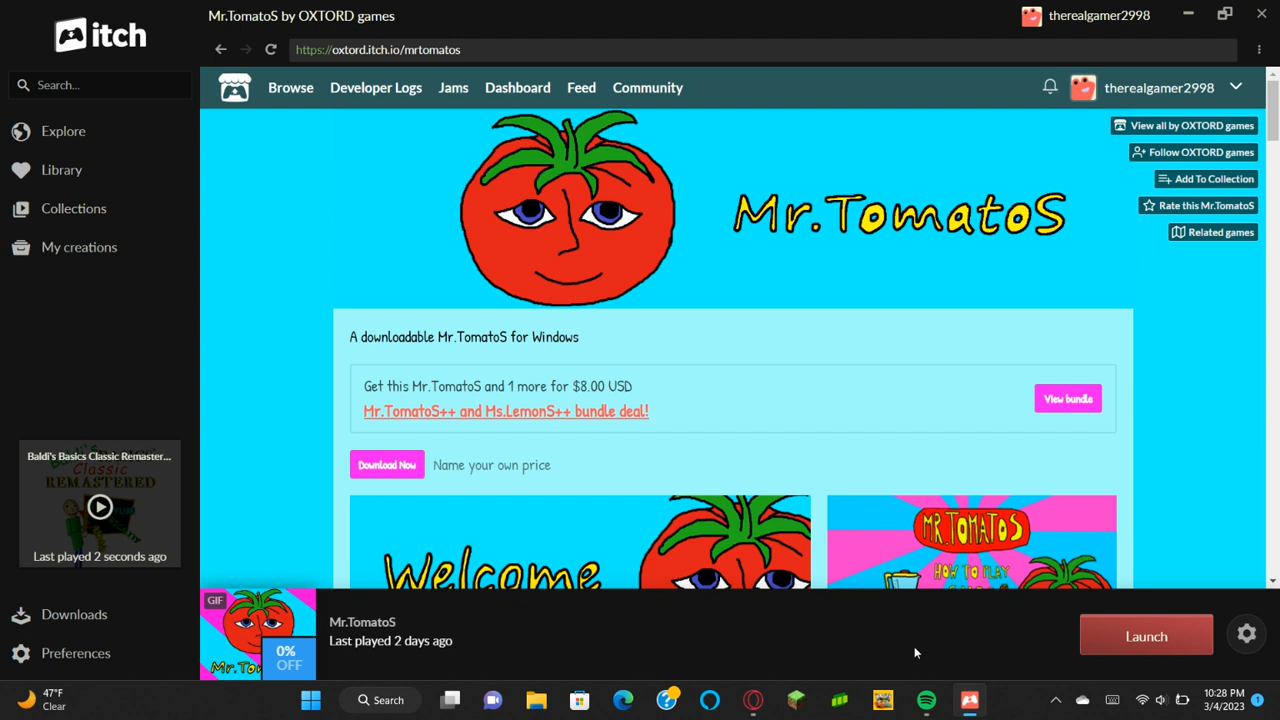 itch
Mr.TomatoS by OXTORD games
therealgamer2998
https://oxtord.itch.io/mrtomatos
Search...
Explore
Library
Collections
My creations
Browse
Developer Logs
Jams
Dashboard
Feed
Community
therealgamer2998
View all by OXTORD games
Follow OXTORD games
Add To Collection
Rate this Mr.TomatoS
Related games
Mr.TomatoS
A downloadable Mr.TomatoS for Windows
Get this Mr.TomatoS and 1 more for $8.00 USD
Mr.TomatoS++ and Ms.LemonS++ bundle deal!
View bundle
Download Now
Name your own price
Welcome
MR.TOMATOS
HOW TO PLAY
Baldi's Basics Classic Remaster...
Classic
REMASTERED
Last played 2 seconds ago
Downloads
Preferences
GIF
0%
OFF
Mr.TomatoS
Last played 2 days ago
Launch
47°F
Clear
Search
10:28 PM
3/4/2023
1